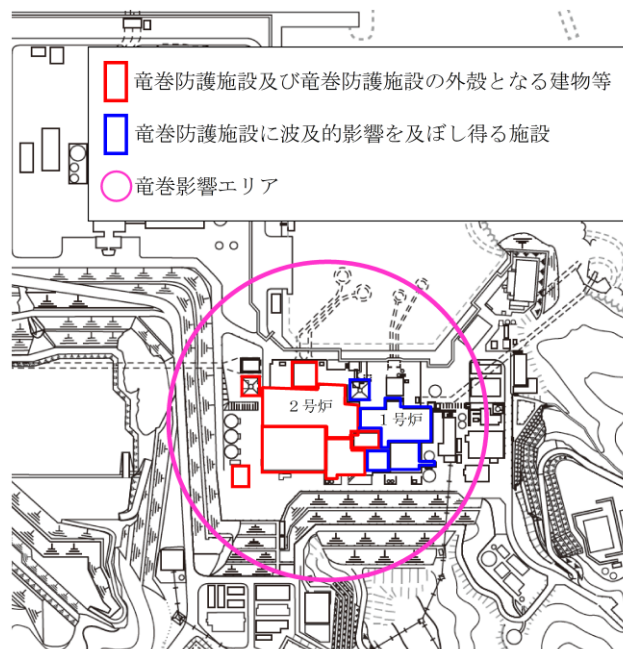 竜巻防護施設及び竜巻防護施設の外殻となる建物等
竜巻防護施設に波及的影響を及ぼし得る施設
竜巻影響エリア
2号炉
1号炉